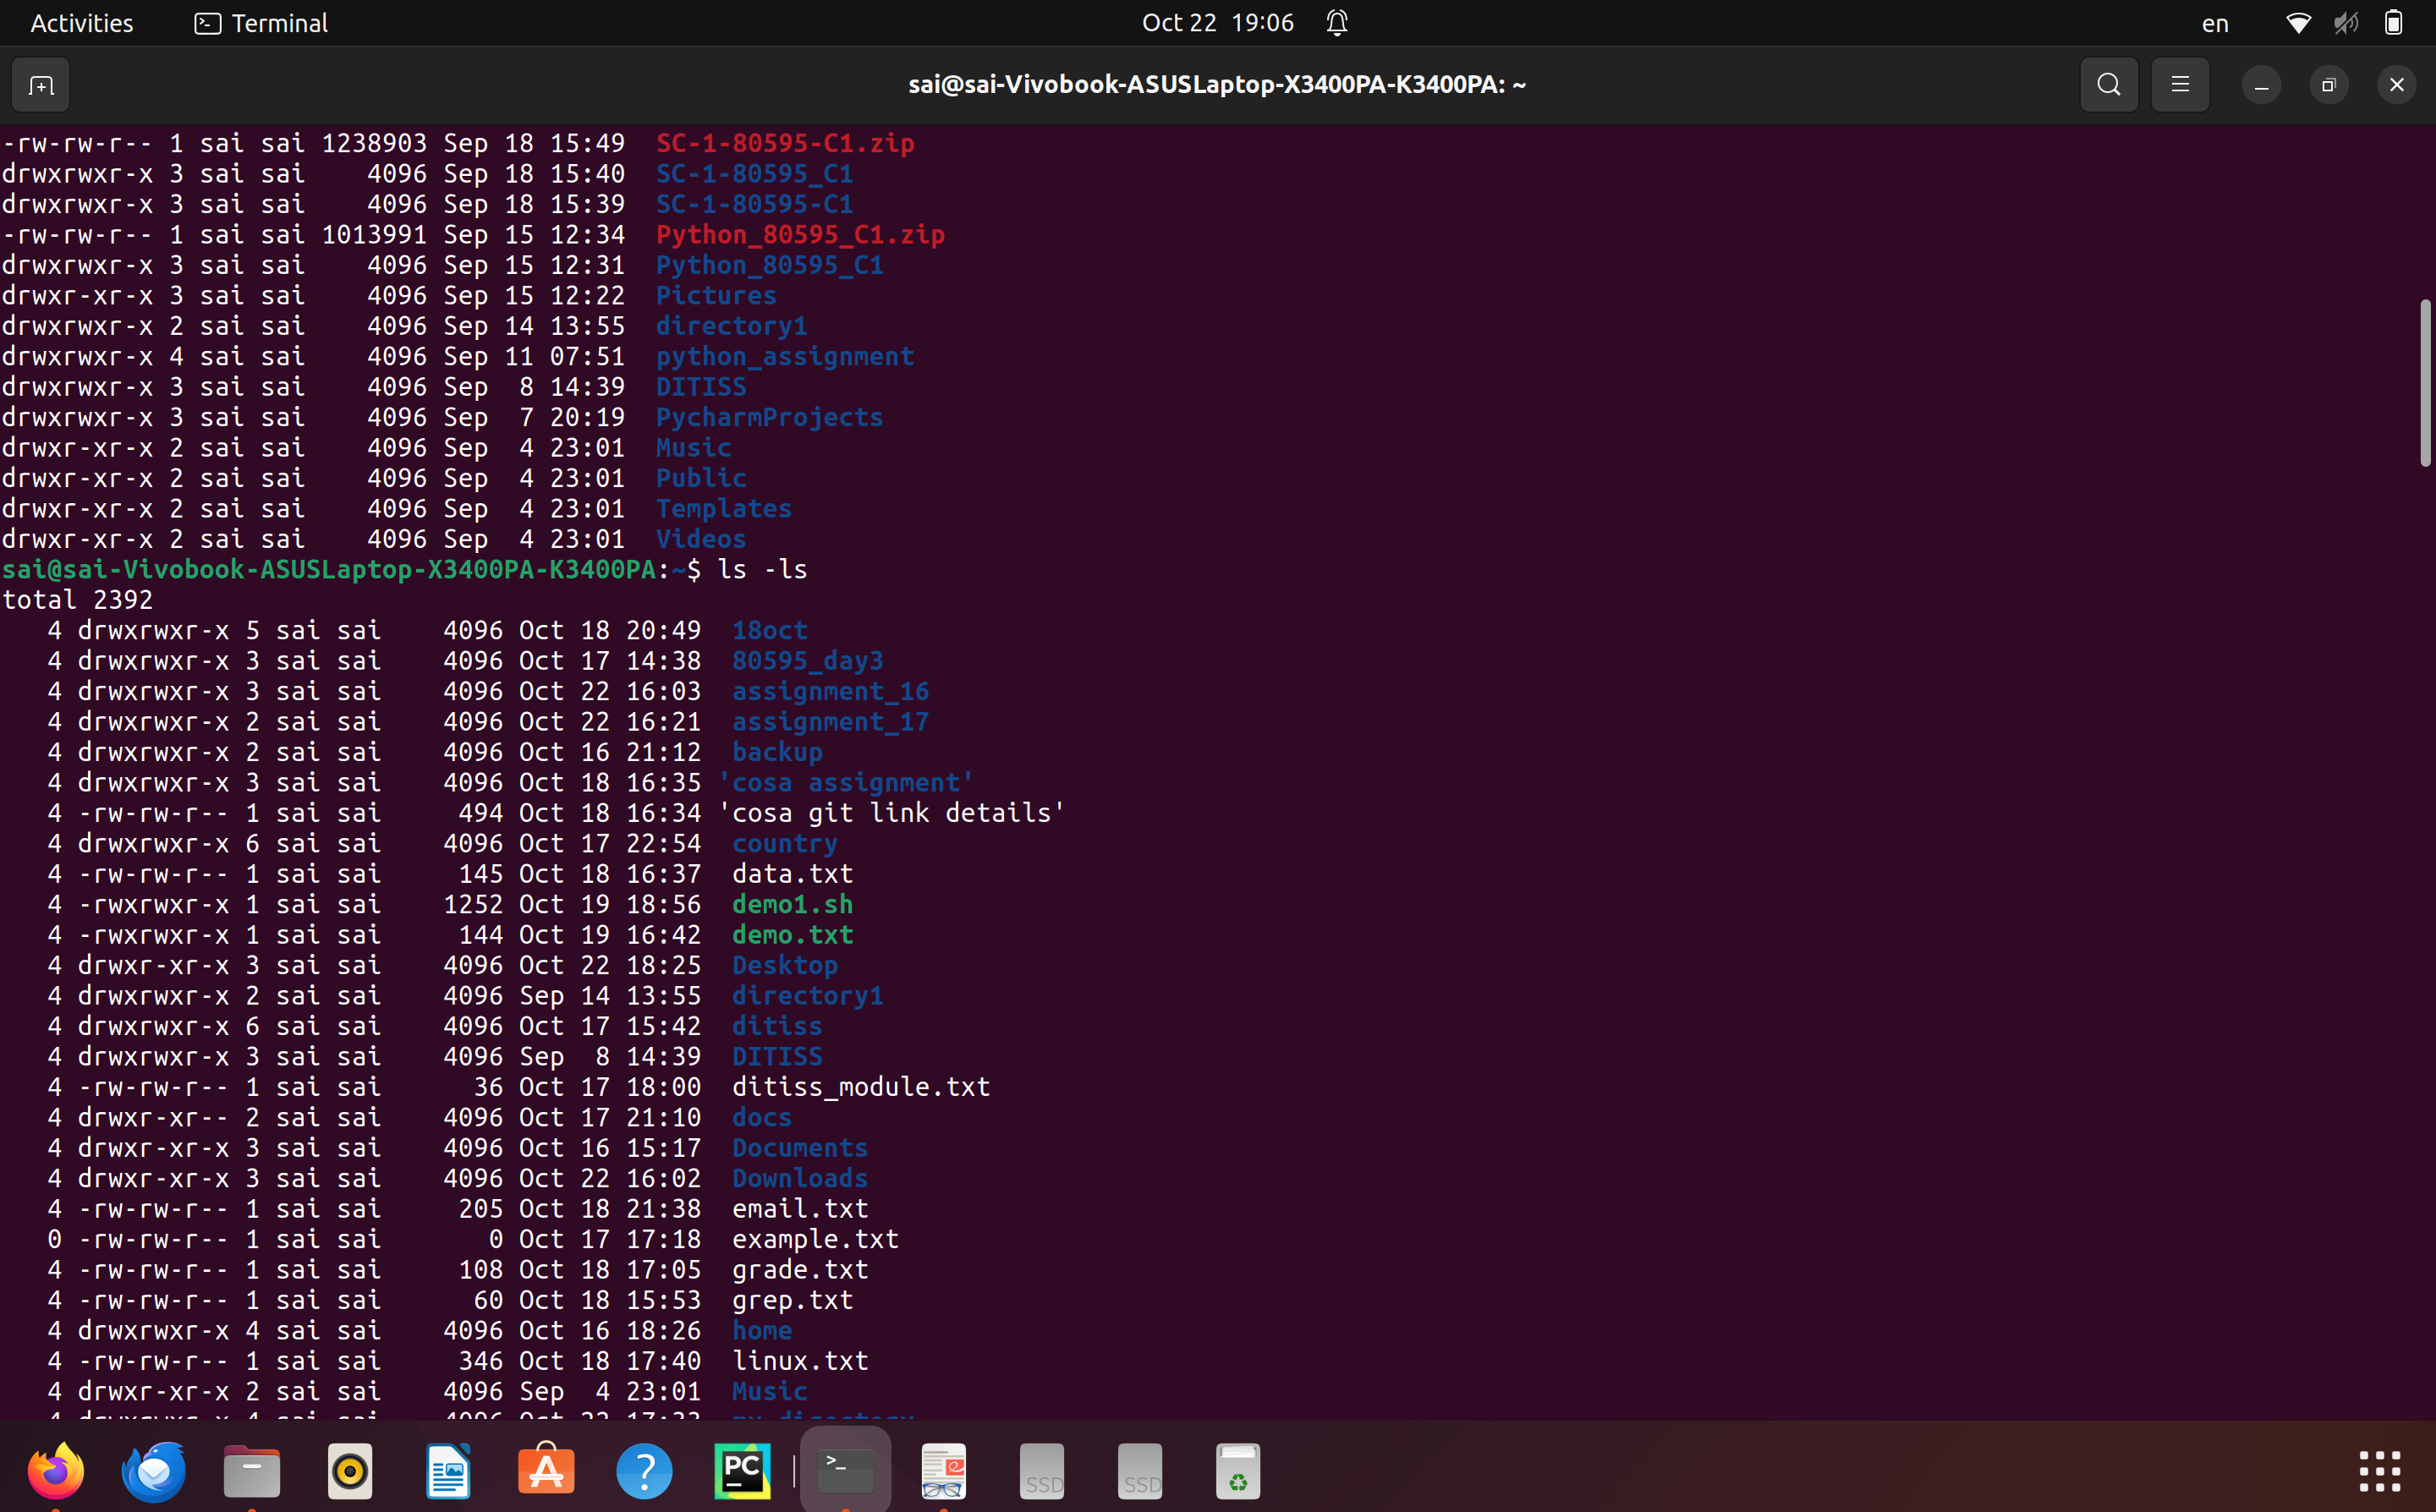 Activities Terminal Oct 22 19:06 en
sai@sai-Vivobook-ASUSLaptop-X3400PA-K3400PA: ~
-rw-rw-r-- 1 sai sai 1238903 Sep 18 15:49 SC-1-80595-C1.zip
drwxrwxr-x 3 sai sai 4096 Sep 18 15:40 SC-1-80595_C1
drwxrwxr-x 3 sai sai 4096 Sep 18 15:39 SC-1-80595-C1
-rw-rw-r-- 1 sai sai 1013991 Sep 15 12:34 Python_80595_C1.zip
drwxrwxr-x 3 sai sai 4096 Sep 15 12:31 Python_80595_C1
drwxr-xr-x 3 sai sai 4096 Sep 15 12:22 Pictures
drwxrwxr-x 2 sai sai 4096 Sep 14 13:55 directory1
drwxrwxr-x 4 sai sai 4096 Sep 11 07:51 python_assignment
drwxrwxr-x 3 sai sai 4096 Sep 8 14:39 DITISS
drwxrwxr-x 3 sai sai 4096 Sep 7 20:19 PycharmProjects
drwxr-xr-x 2 sai sai 4096 Sep 4 23:01 Music
drwxr-xr-x 2 sai sai 4096 Sep 4 23:01 Public
drwxr-xr-x 2 sai sai 4096 Sep 4 23:01 Templates
drwxr-xr-x 2 sai sai 4096 Sep 4 23:01 Videos
sai@sai-Vivobook-ASUSLaptop-X3400PA-K3400PA:~$ ls -ls
total 2392
4 drwxrwxr-x 5 sai sai 4096 Oct 18 20:49 18oct
4 drwxrwxr-x 3 sai sai 4096 Oct 17 14:38 80595_day3
4 drwxrwxr-x 3 sai sai 4096 Oct 22 16:03 assignment_16
4 drwxrwxr-x 2 sai sai 4096 Oct 22 16:21 assignment_17
4 drwxrwxr-x 2 sai sai 4096 Oct 16 21:12 backup
4 drwxrwxr-x 3 sai sai 4096 Oct 18 16:35 'cosa assignment'
4 -rw-rw-r-- 1 sai sai 494 Oct 18 16:34 'cosa git link details'
4 drwxrwxr-x 6 sai sai 4096 Oct 17 22:54 country
4 -rw-rw-r-- 1 sai sai 145 Oct 18 16:37 data.txt
4 -rwxrwxr-x 1 sai sai 1252 Oct 19 18:56 demo1.sh
4 -rwxrwxr-x 1 sai sai 144 Oct 19 16:42 demo.txt
4 drwxr-xr-x 3 sai sai 4096 Oct 22 18:25 Desktop
4 drwxrwxr-x 2 sai sai 4096 Sep 14 13:55 directory1
4 drwxrwxr-x 6 sai sai 4096 Oct 17 15:42 ditiss
4 drwxrwxr-x 3 sai sai 4096 Sep 8 14:39 DITISS
4 -rw-rw-r-- 1 sai sai 36 Oct 17 18:00 ditiss_module.txt
4 drwxr-xr-- 2 sai sai 4096 Oct 17 21:10 docs
4 drwxr-xr-x 3 sai sai 4096 Oct 16 15:17 Documents
4 drwxr-xr-x 3 sai sai 4096 Oct 22 16:02 Downloads
4 -rw-rw-r-- 1 sai sai 205 Oct 18 21:38 email.txt
0 -rw-rw-r-- 1 sai sai 0 Oct 17 17:18 example.txt
4 -rw-rw-r-- 1 sai sai 108 Oct 18 17:05 grade.txt
4 -rw-rw-r-- 1 sai sai 60 Oct 18 15:53 grep.txt
4 drwxrwxr-x 4 sai sai 4096 Oct 16 18:26 home
4 -rw-rw-r-- 1 sai sai 346 Oct 18 17:40 linux.txt
4 drwxr-xr-x 2 sai sai 4096 Sep 4 23:01 Music
PC >_ SSD SSD